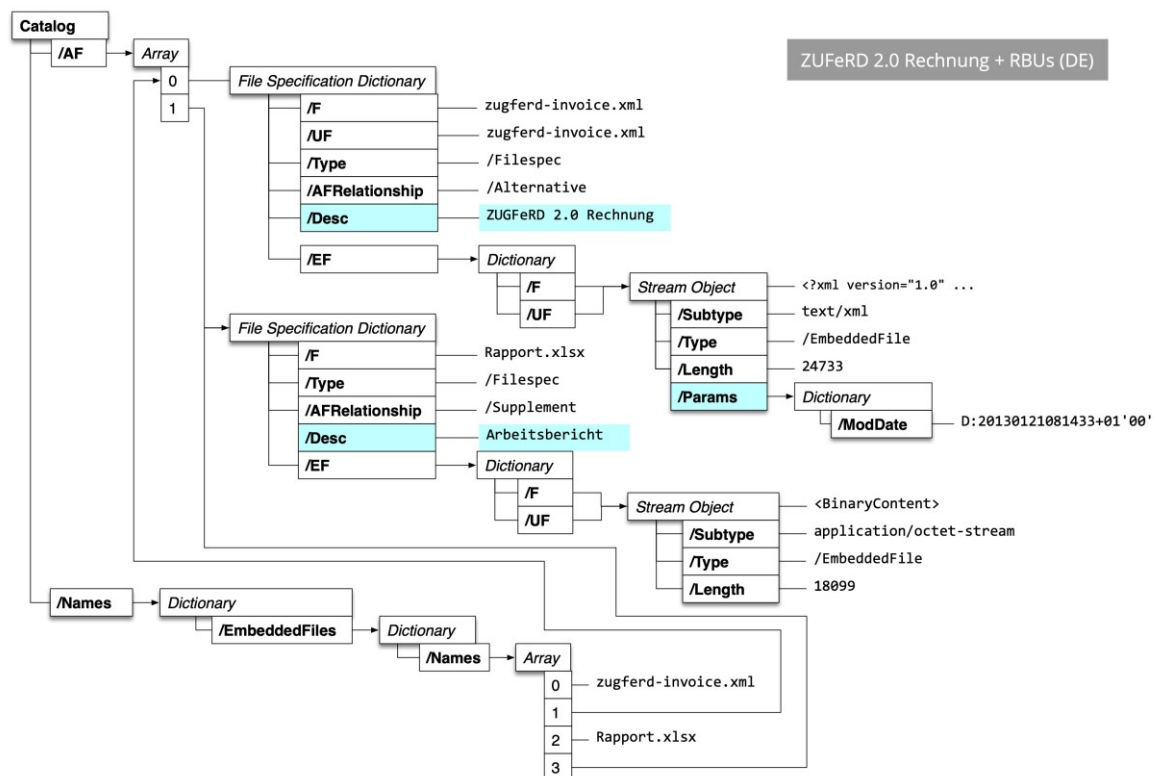 Catalog
ZUFeRD 2.0 Rechnung + RBUs (DE)
/AF
Array
0
1
File Specification Dictionary
/F zugferd-invoice.xml
/UF zugferd-invoice.xml
/Type /Filespec
/AFRelationship /Alternative
/Desc ZUGFeRD 2.0 Rechnung
/EF
Dictionary
/F
/UF
Stream Object <?xml version="1.0" ...
/Subtype text/xml
/Type /EmbeddedFile
/Length 24733
/Params
Dictionary
/ModDate D:20130121081433+01'00'
File Specification Dictionary
/F Rapport.xlsx
/Type /Filespec
/AFRelationship /Supplement
/Desc Arbeitsbericht
/EF
Dictionary
/F
/UF
Stream Object <BinaryContent>
/Subtype application/octet-stream
/Type /EmbeddedFile
/Length 18099
/Names
Dictionary
/EmbeddedFiles
Dictionary
/Names
Array
0 zugferd-invoice.xml
1
2 Rapport.xlsx
3